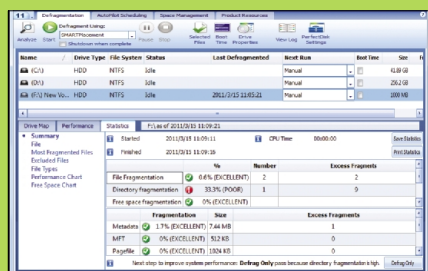 Defragmentation AutoPilot Scheduling Space Management Product Resources
Defragment Using:
SMARTPlacement
Shutdown when complete
Analyze Start Pause Stop Selected Files Boot Time Drive Properties View Log PerfectDisk Settings
Name Drive Type File System Status Last Defragmented Next Run Boot Time Size
(C:\) HDD NTFS Idle Manual
(D:\) HDD NTFS Idle Manual
(F:\) New Vo... HDD NTFS Idle 2011/3/15 11:05:21 Manual 1000 MB
Drive Map Performance Statistics F:\ as of 2011/3/15 11:09:21
Summary
File
Most Fragmented Files
Excluded Files
File Types
Performance Chart
Free Space Chart
Started 2011/3/15 11:09:11 CPU Time 00:00:00 Save Statistics
Finished 2011/3/15 11:09:16 Print Statistics
% Number Excess Fragments
File Fragmentation 0.6% (EXCELLENT) 2 2
Directory fragmentation 33.3% (POOR) 1 9
Free space fragmentation 0% (EXCELLENT)
Fragmentation Size Excess Fragments
Metadata 1.7% (EXCELLENT) 7.44 MB 1
MFT 0% (EXCELLENT) 512 KB 0
Pagefile 0% (EXCELLENT) 1024 KB 0
Next step to improve system performance: Defrag Only pass because directory fragmentation is high. Defrag Only